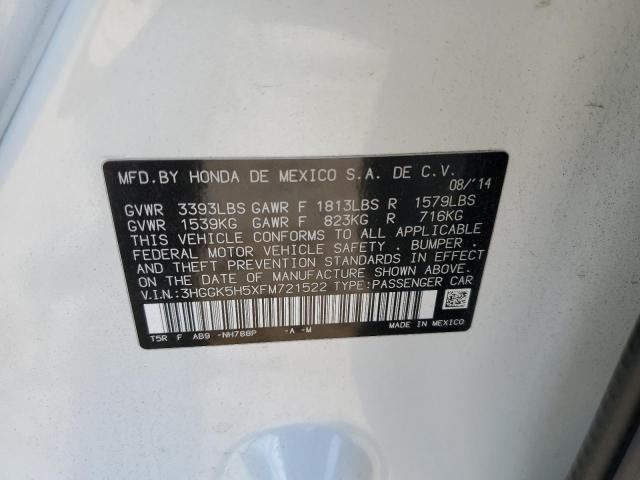 MFD.BY HONDA DE MEXICO S.A. DE C.V.
08/'14
GVWR 3393LBS GAWR F 1813LBS R 1579LBS
GVWR 1539KG GAWR F 823KG R 716KG
THIS VEHICLE CONFORMS TO ALL APPLICABLE
FEDERAL MOTOR VEHICLE SAFETY . BUMPER .
AND THEFT PREVENTION STANDARDS IN EFFECT
ON THE DATE OF MANUFACTURE SHOWN ABOVE.
V.I.N.:3HGGK5H5XFM721522 TYPE:PASSENGER CAR
T5R F AB9 -NH788P -A -M
MADE IN MEXICO